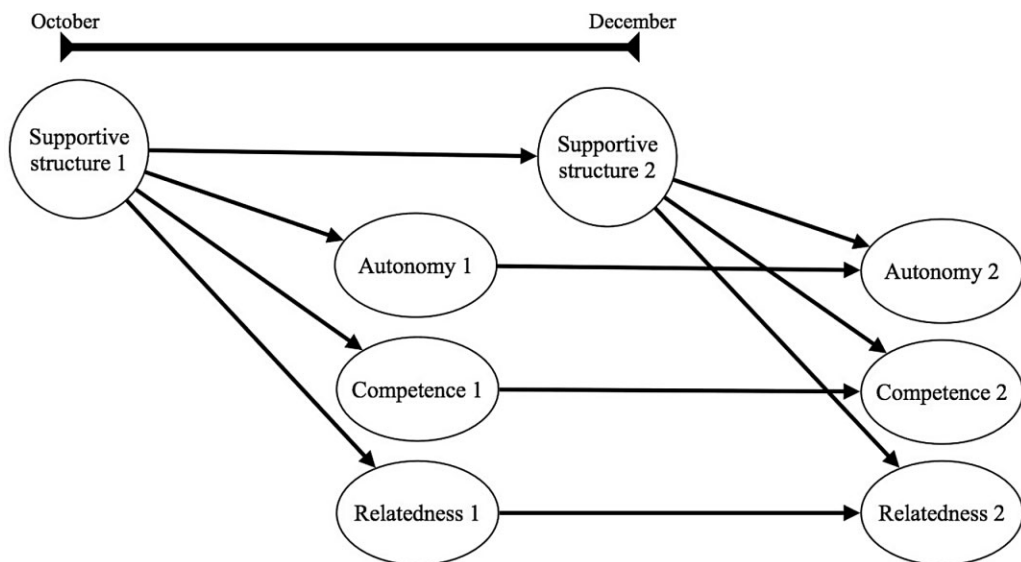 October
December
Supportive
structure 1
Supportive
structure 2
Autonomy 1
Autonomy 2
Competence 1
Competence 2
Relatedness 1
Relatedness 2